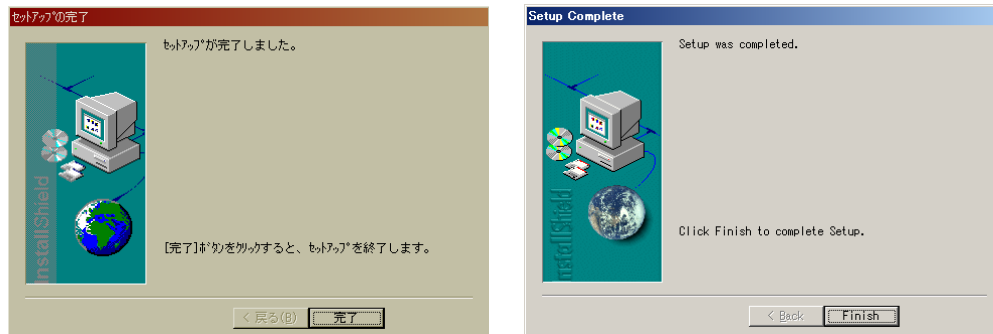 ｾｯﾄｱｯﾌﾟの完了
ｾｯﾄｱｯﾌﾟが完了しました。
InstallShield
[完了]ﾎﾞﾀﾝをｸﾘｯｸすると、ｾｯﾄｱｯﾌﾟを終了します。
< 戻る(B)
完了
Setup Complete
Setup was completed.
InstallShield
Click Finish to complete Setup.
< Back
Finish